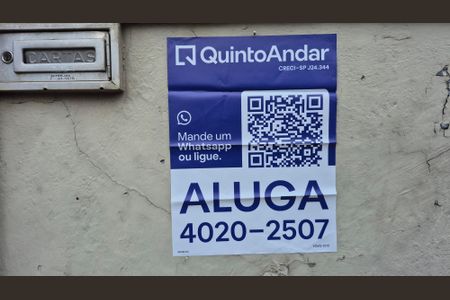 QuintoAndar
CRECI-SP J24.344
CARTAS
Mande um
Whatsapp
ou ligue.
ALUGA
4020-2507